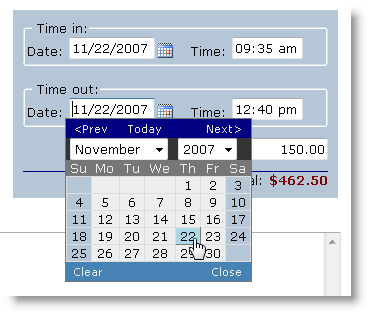 Time in:
Date: 11/22/2007 Time: 09:35 am
Time out:
Date: 11/22/2007 Time: 12:40 pm
<Prev Today Next>
November 2007 150.00
Su Mo Tu We Th Fr Sa
1 2 3
4 5 6 7 8 9 10
11 12 13 14 15 16 17
18 19 20 21 22 23 24
25 26 27 28 29 30
Clear Close
$462.50